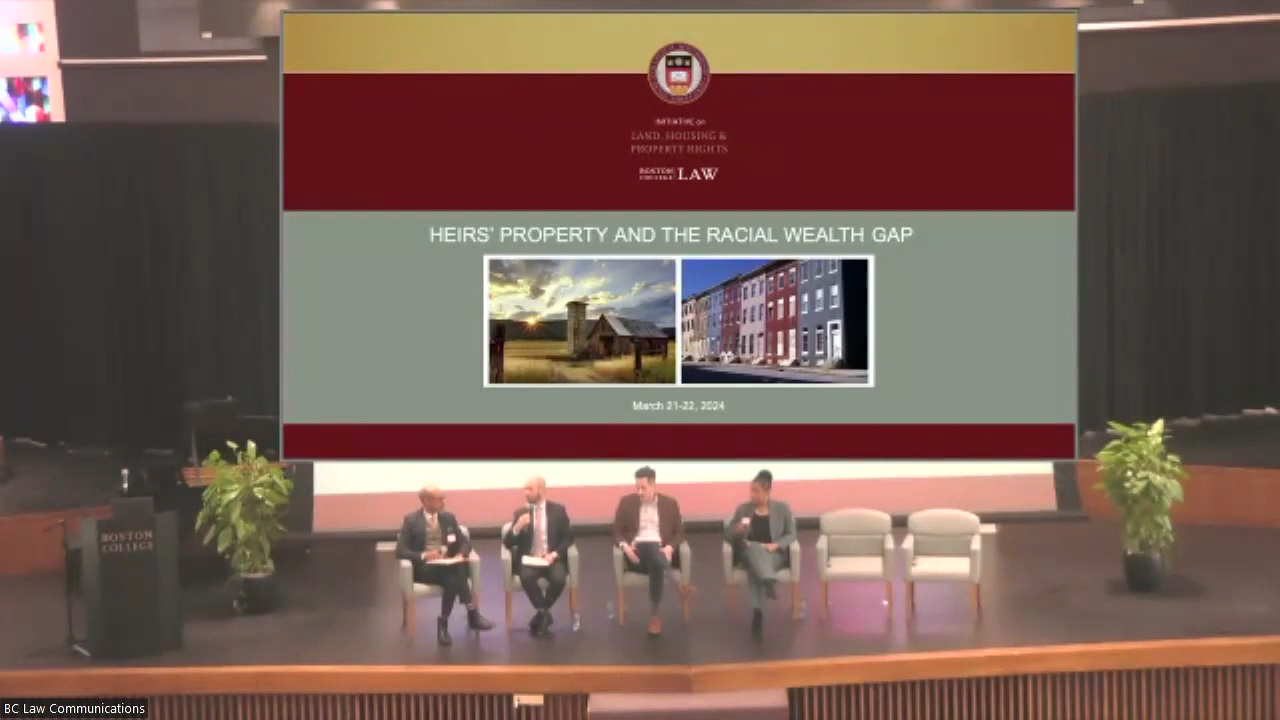 INITIATIVE on
LAND, HOUSING &
PROPERTY RIGHTS
BOSTON
COLLEGE
LAW
HEIRS' PROPERTY AND THE RACIAL WEALTH GAP
March 21-22, 2024
BOSTON
COLLEGE
BC Law Communications